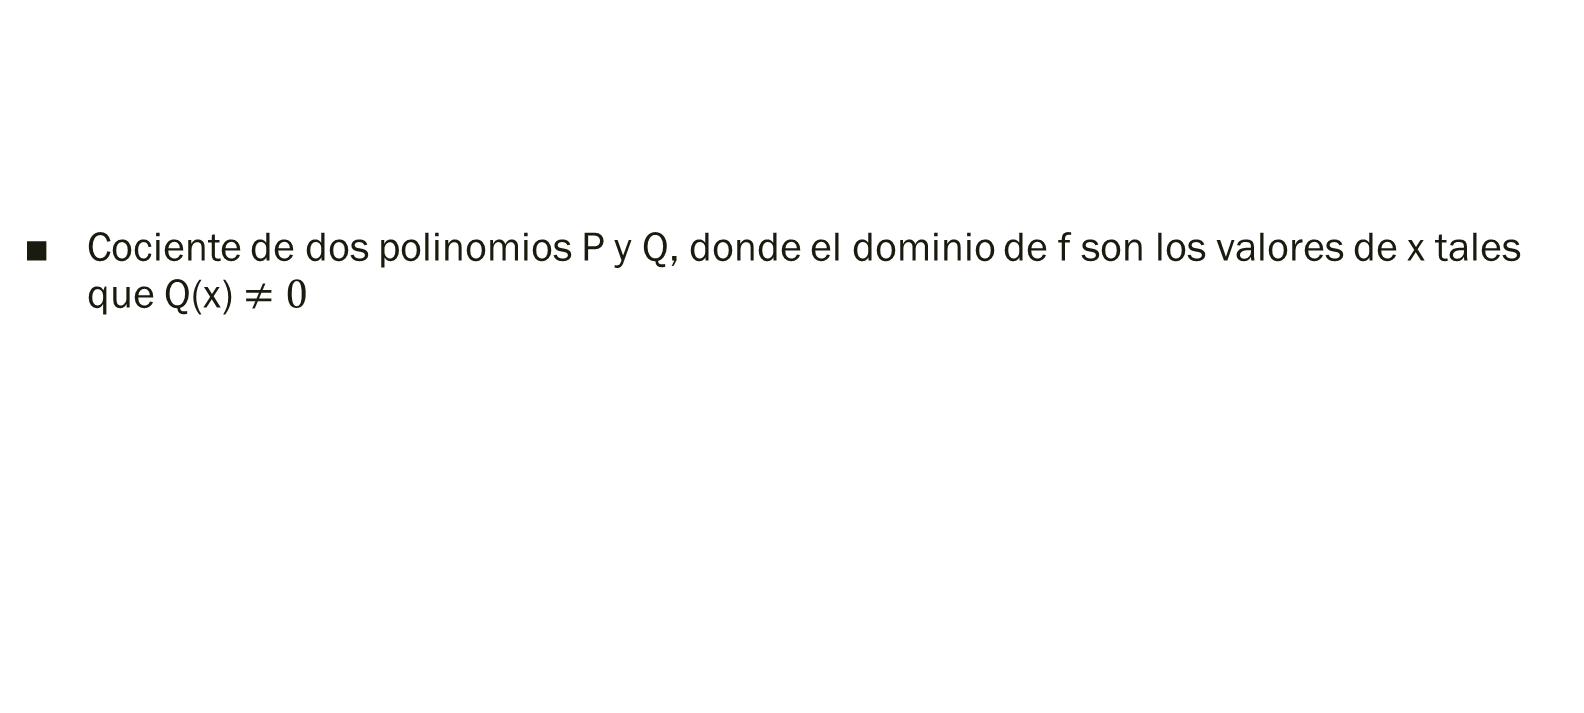 ▪ Cociente de dos polinomios P y Q, donde el dominio de f son los valores de x tales
que Q(x) ≠ 0